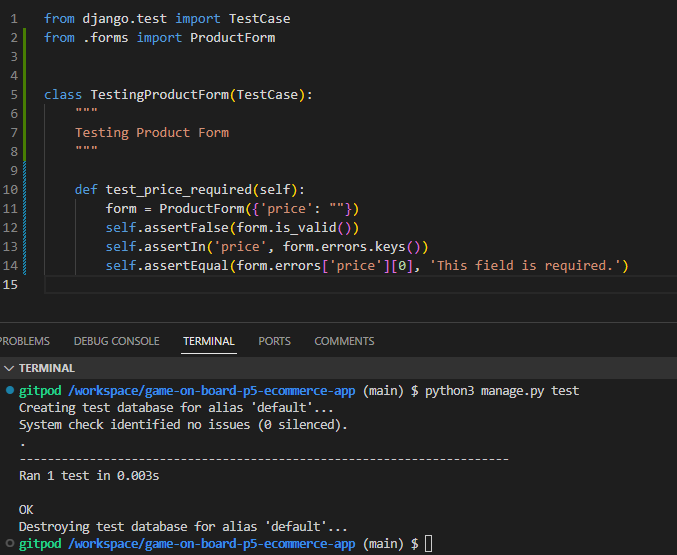 1 from django.test import TestCase
2 from .forms import ProductForm
3
4
5 class TestingProductForm(TestCase):
6 """
7 Testing Product Form
8 """
9
10 def test_price_required(self):
11 form = ProductForm({'price': ""})
12 self.assertFalse(form.is_valid())
13 self.assertIn('price', form.errors.keys())
14 self.assertEqual(form.errors['price'][0], 'This field is required.')
15
PROBLEMS DEBUG CONSOLE TERMINAL PORTS COMMENTS
TERMINAL
gitpod /workspace/game-on-board-p5-ecommerce-app (main) $ python3 manage.py test
Creating test database for alias 'default'...
System check identified no issues (0 silenced).
.
----------------------------------------------------------------------
Ran 1 test in 0.003s
OK
Destroying test database for alias 'default'...
gitpod /workspace/game-on-board-p5-ecommerce-app (main) $